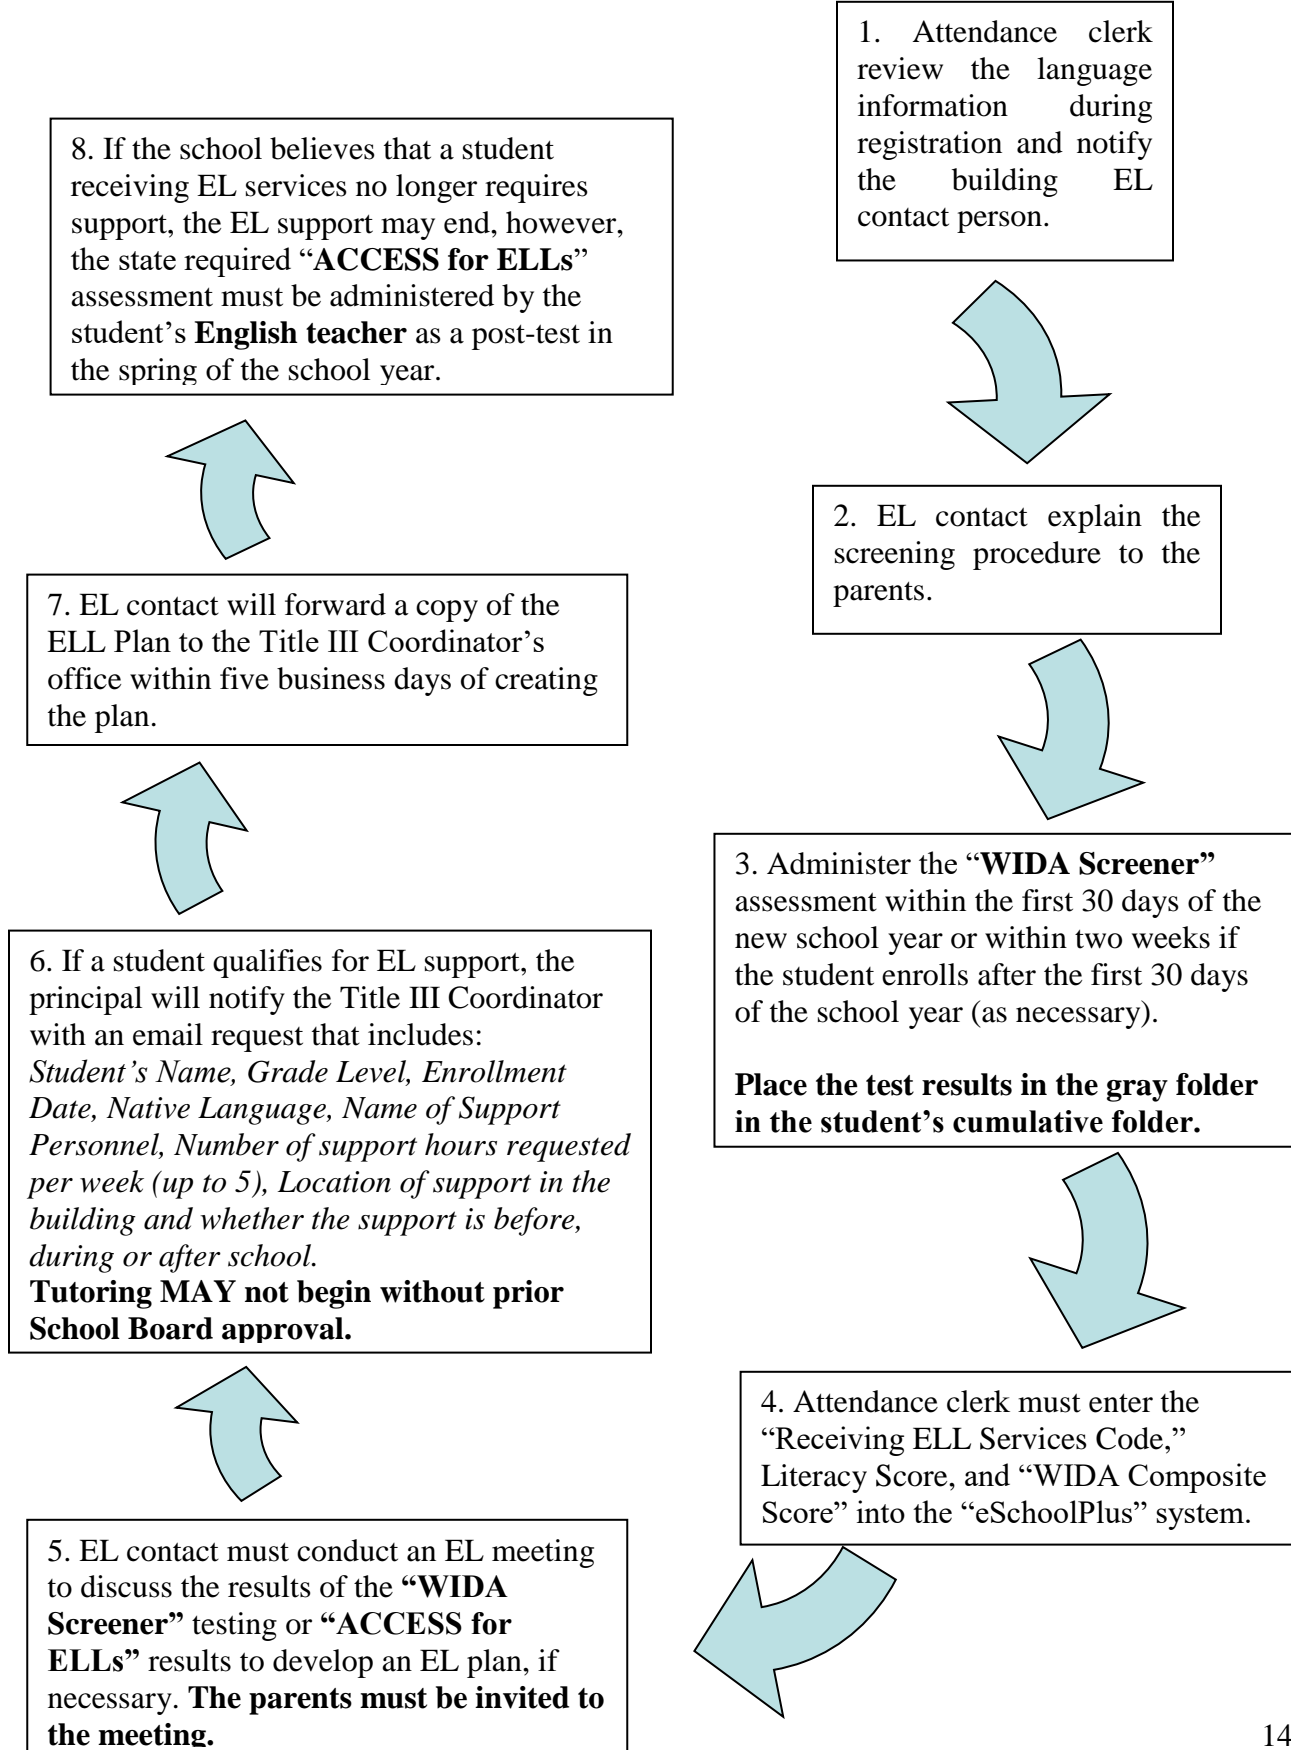 1. Attendance clerk
review the language
information during
registration and notify
the building EL
contact person.
2. EL contact explain the
screening procedure to the
parents.
3. Administer the “WIDA Screener”
assessment within the first 30 days of the
new school year or within two weeks if
the student enrolls after the first 30 days
of the school year (as necessary).
Place the test results in the gray folder
in the student’s cumulative folder.
4. Attendance clerk must enter the
“Receiving ELL Services Code,”
Literacy Score, and “WIDA Composite
Score” into the “eSchoolPlus” system.
5. EL contact must conduct an EL meeting
to discuss the results of the “WIDA
Screener” testing or “ACCESS for
ELLs” results to develop an EL plan, if
necessary. The parents must be invited to
the meeting.
6. If a student qualifies for EL support, the
principal will notify the Title III Coordinator
with an email request that includes:
Student’s Name, Grade Level, Enrollment
Date, Native Language, Name of Support
Personnel, Number of support hours requested
per week (up to 5), Location of support in the
building and whether the support is before,
during or after school.
Tutoring MAY not begin without prior
School Board approval.
7. EL contact will forward a copy of the
ELL Plan to the Title III Coordinator’s
office within five business days of creating
the plan.
8. If the school believes that a student
receiving EL services no longer requires
support, the EL support may end, however,
the state required “ACCESS for ELLs”
assessment must be administered by the
student’s English teacher as a post-test in
the spring of the school year.
14